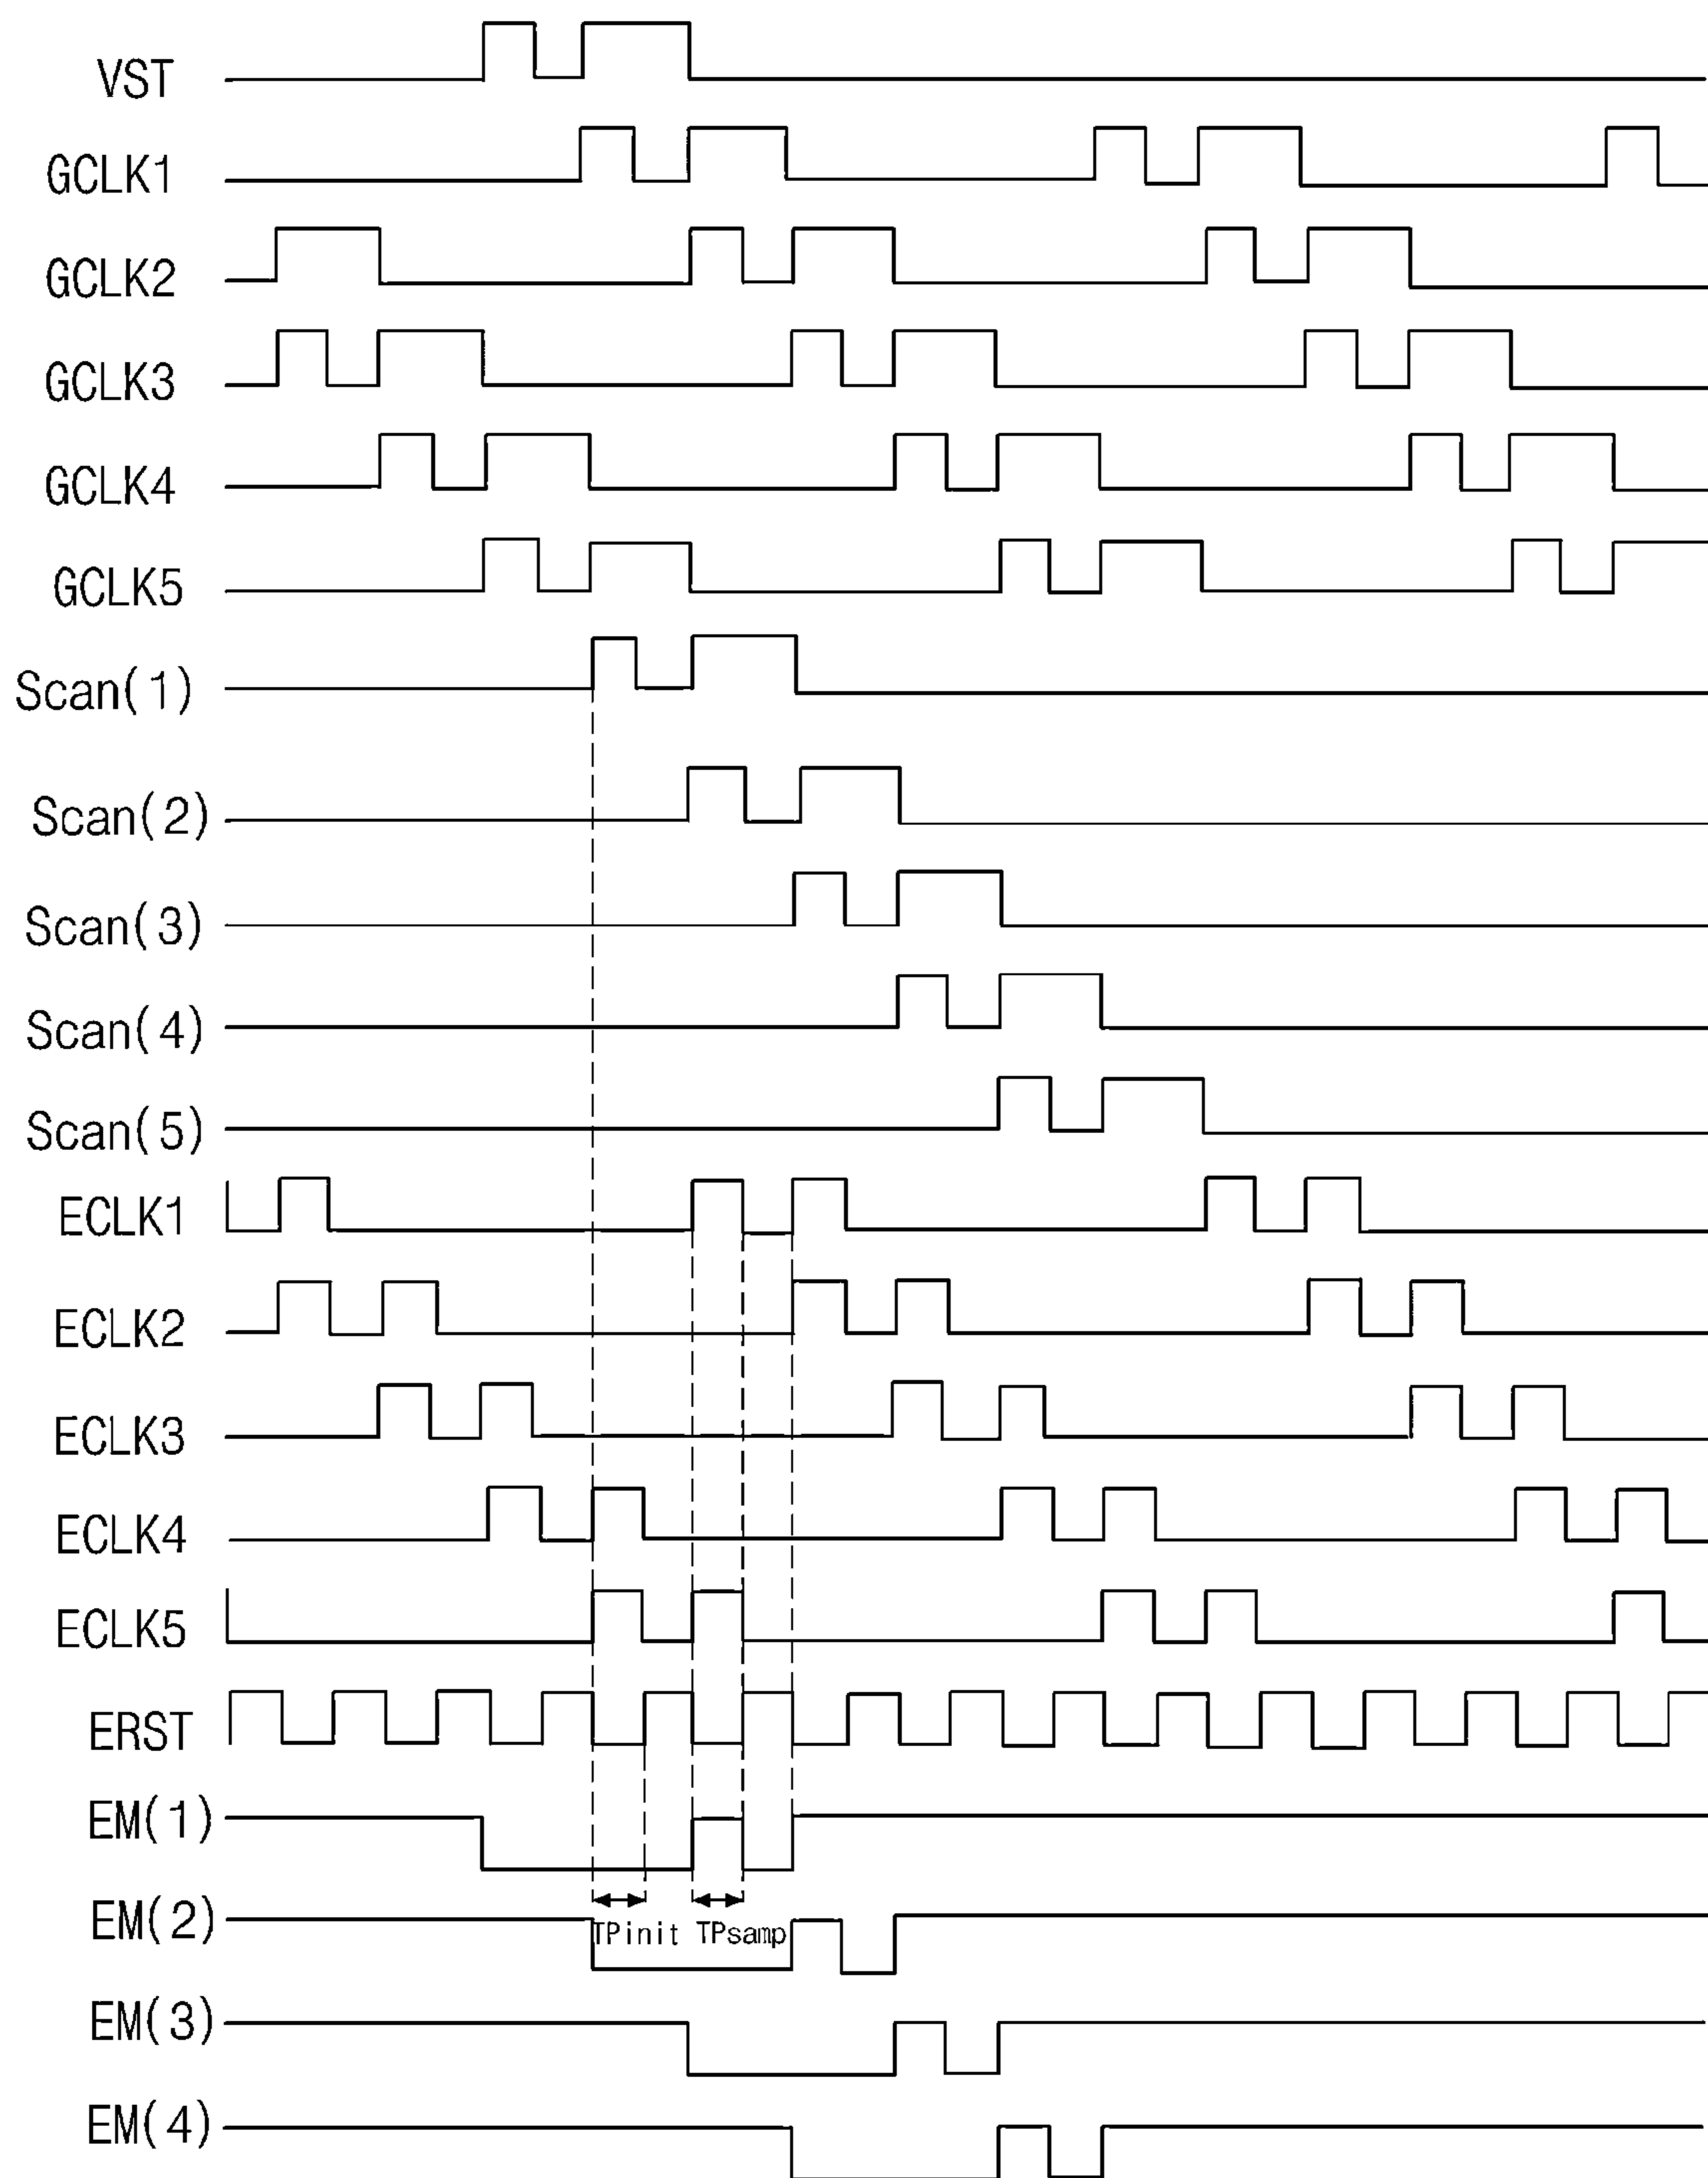 VST
GCLK1
GCLK2
GCLK3
GCLK4
GCLK5
Scan(1)
Scan(2)
Scan(3)
Scan(4)
Scan(5)
ECLK1
ECLK2
ECLK3
ECLK4
ECLK5
ERST
EM(1)
EM(2)
TPinit TPsamp
EM(3)
EM(4)